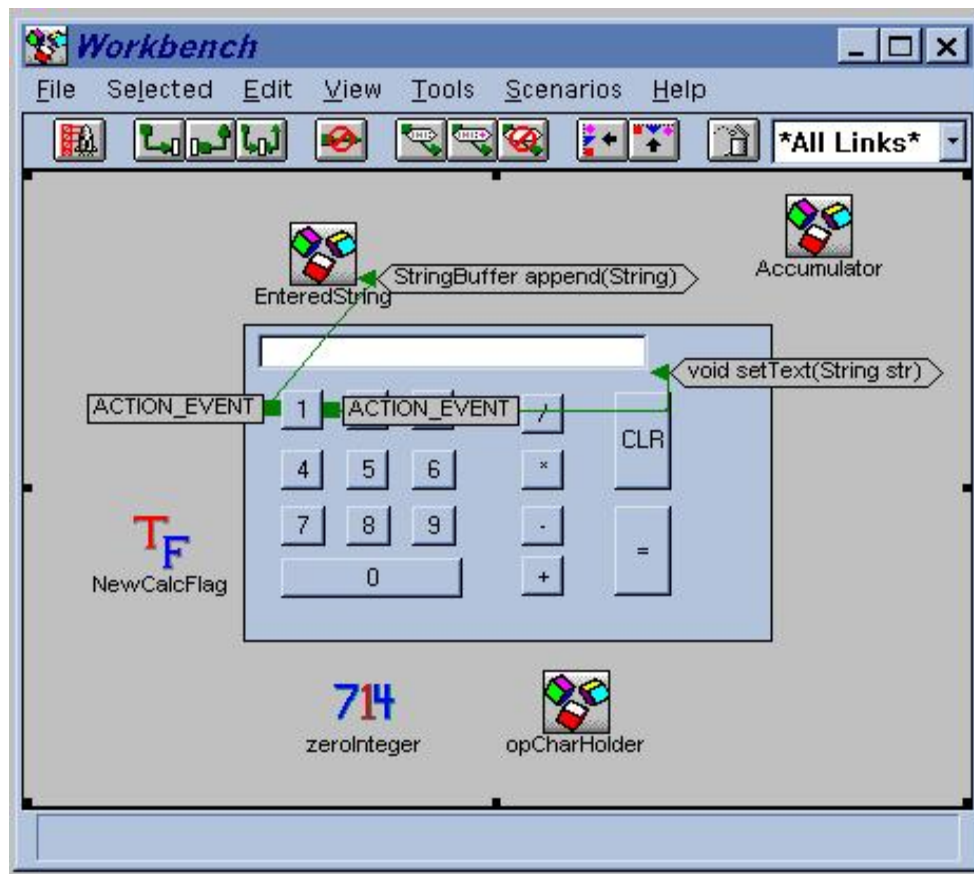 Workbench
File Selected Edit View Tools Scenarios Help
*All Links*
EnteredString
StringBuffer append(String)
Accumulator
void setText(String str)
ACTION_EVENT
1
ACTION_EVENT
/
CLR
4 5 6 *
7 8 9 -
=
0 +
NewCalcFlag
714
zeroInteger
opCharHolder
TF